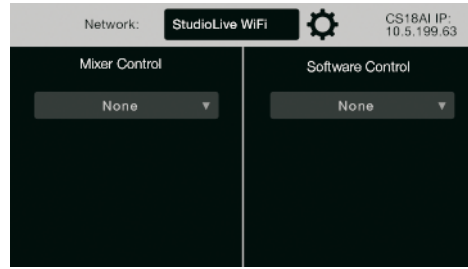 Network: StudioLive WiFi CS18AI IP:
10.5.199.63
Mixer Control
Software Control
None
None